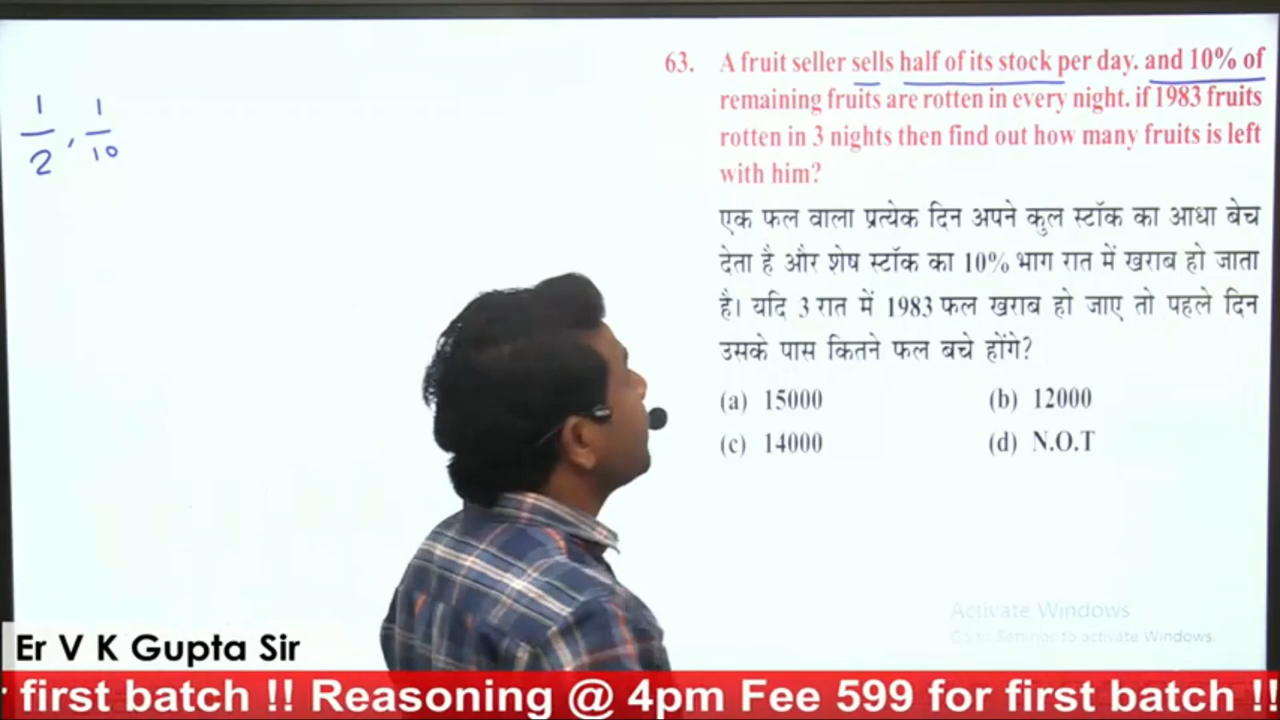 63. A fruit seller sells half of its stock per day. and 10% of
remaining fruits are rotten in every night. if 1983 fruits
rotten in 3 nights then find out how many fruits is left
with him?
एक फल वाला प्रत्येक दिन अपने कुल स्टॉक का आधा बेच
देता है और शेष स्टॉक का 10% भाग रात में खराब हो जाता
है। यदि 3 रात में 1983 फल खराब हो जाए तो पहले दिन
उसके पास कितने फल बचे होंगे?
(a) 15000 (b) 12000
(c) 14000 (d) N.O.T
1/2, 1/10
Activate Windows
Go to Settings to activate Windows.
Er V K Gupta Sir
first batch !! Reasoning @ 4pm Fee 599 for first batch !!